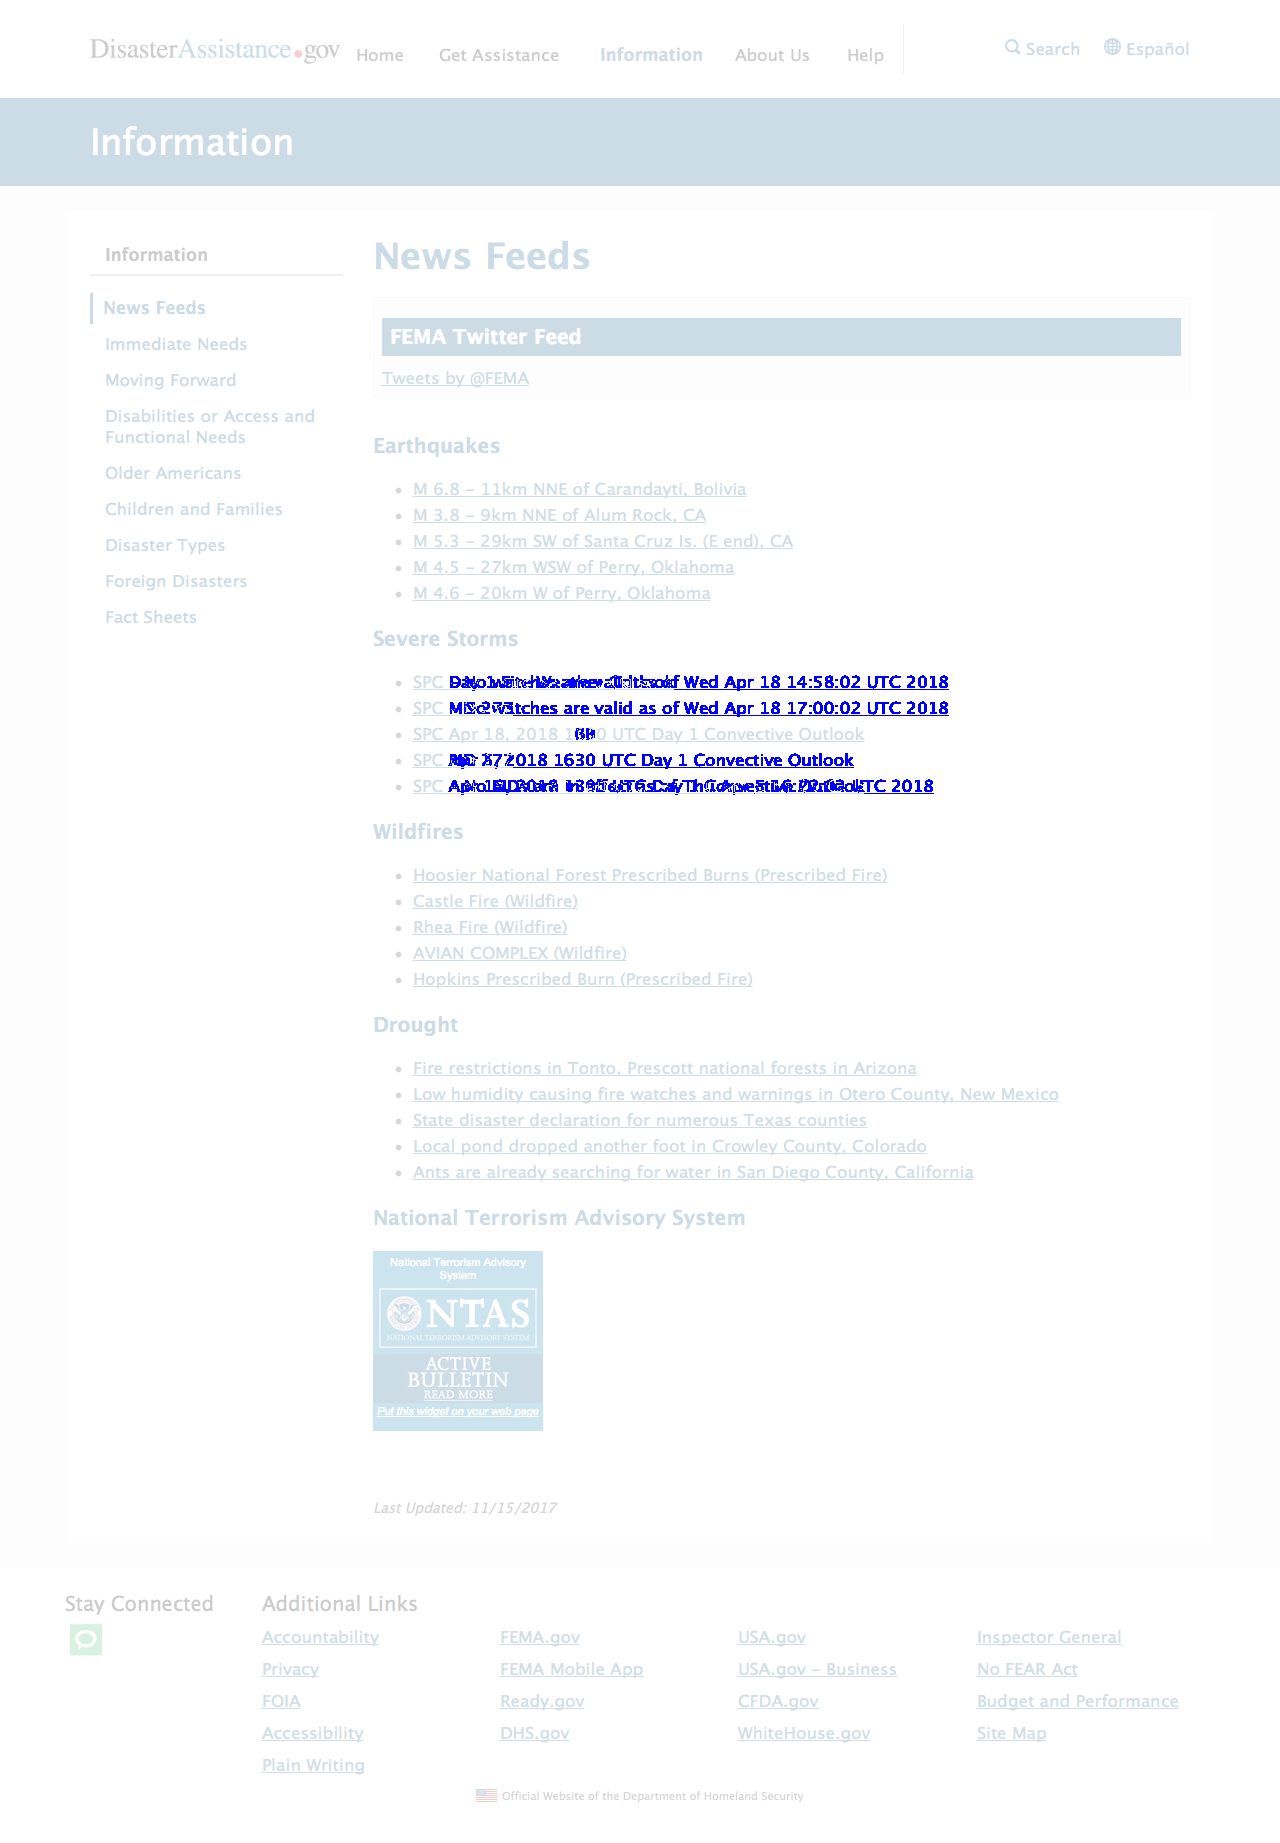 DisasterAssistance.gov
Home Get Assistance Information About Us Help Search Español
Information
Information
News Feeds
Immediate Needs
Moving Forward
Disabilities or Access and
Functional Needs
Older Americans
Children and Families
Disaster Types
Foreign Disasters
Fact Sheets
News Feeds
FEMA Twitter Feed
Tweets by @FEMA
Earthquakes
M 6.8 - 11km NNE of Carandayti, Bolivia
M 3.8 - 9km NNE of Alum Rock, CA
M 5.3 - 29km SW of Santa Cruz Is. (E end), CA
M 4.5 - 27km WSW of Perry, Oklahoma
M 4.6 - 20km W of Perry, Oklahoma
Severe Storms
SPC of Wed Apr 18 14:58:02 UTC 2018
SPC are valid as of Wed Apr 18 17:00:02 UTC 2018
SPC Apr 18, 2018 UTC Day 1 Convective Outlook
SPC 2018 1630 UTC Day 1 Convective Outlook
SPC UTC 2018
Wildfires
Hoosier National Forest Prescribed Burns (Prescribed Fire)
Castle Fire (Wildfire)
Rhea Fire (Wildfire)
AVIAN COMPLEX (Wildfire)
Hopkins Prescribed Burn (Prescribed Fire)
Drought
Fire restrictions in Tonto, Prescott national forests in Arizona
Low humidity causing fire watches and warnings in Otero County, New Mexico
State disaster declaration for numerous Texas counties
Local pond dropped another foot in Crowley County, Colorado
Ants are already searching for water in San Diego County, California
National Terrorism Advisory System
National Terrorism Advisory
System
NTAS
NATIONAL TERRORISM ADVISORY SYSTEM
ACTIVE
BULLETIN
READ MORE
Put this widget on your web page
Last Updated: 11/15/2017
Stay Connected
Additional Links
Accountability FEMA.gov USA.gov Inspector General
Privacy FEMA Mobile App USA.gov - Business No FEAR Act
FOIA Ready.gov CFDA.gov Budget and Performance
Accessibility DHS.gov WhiteHouse.gov Site Map
Plain Writing
Official Website of the Department of Homeland Security